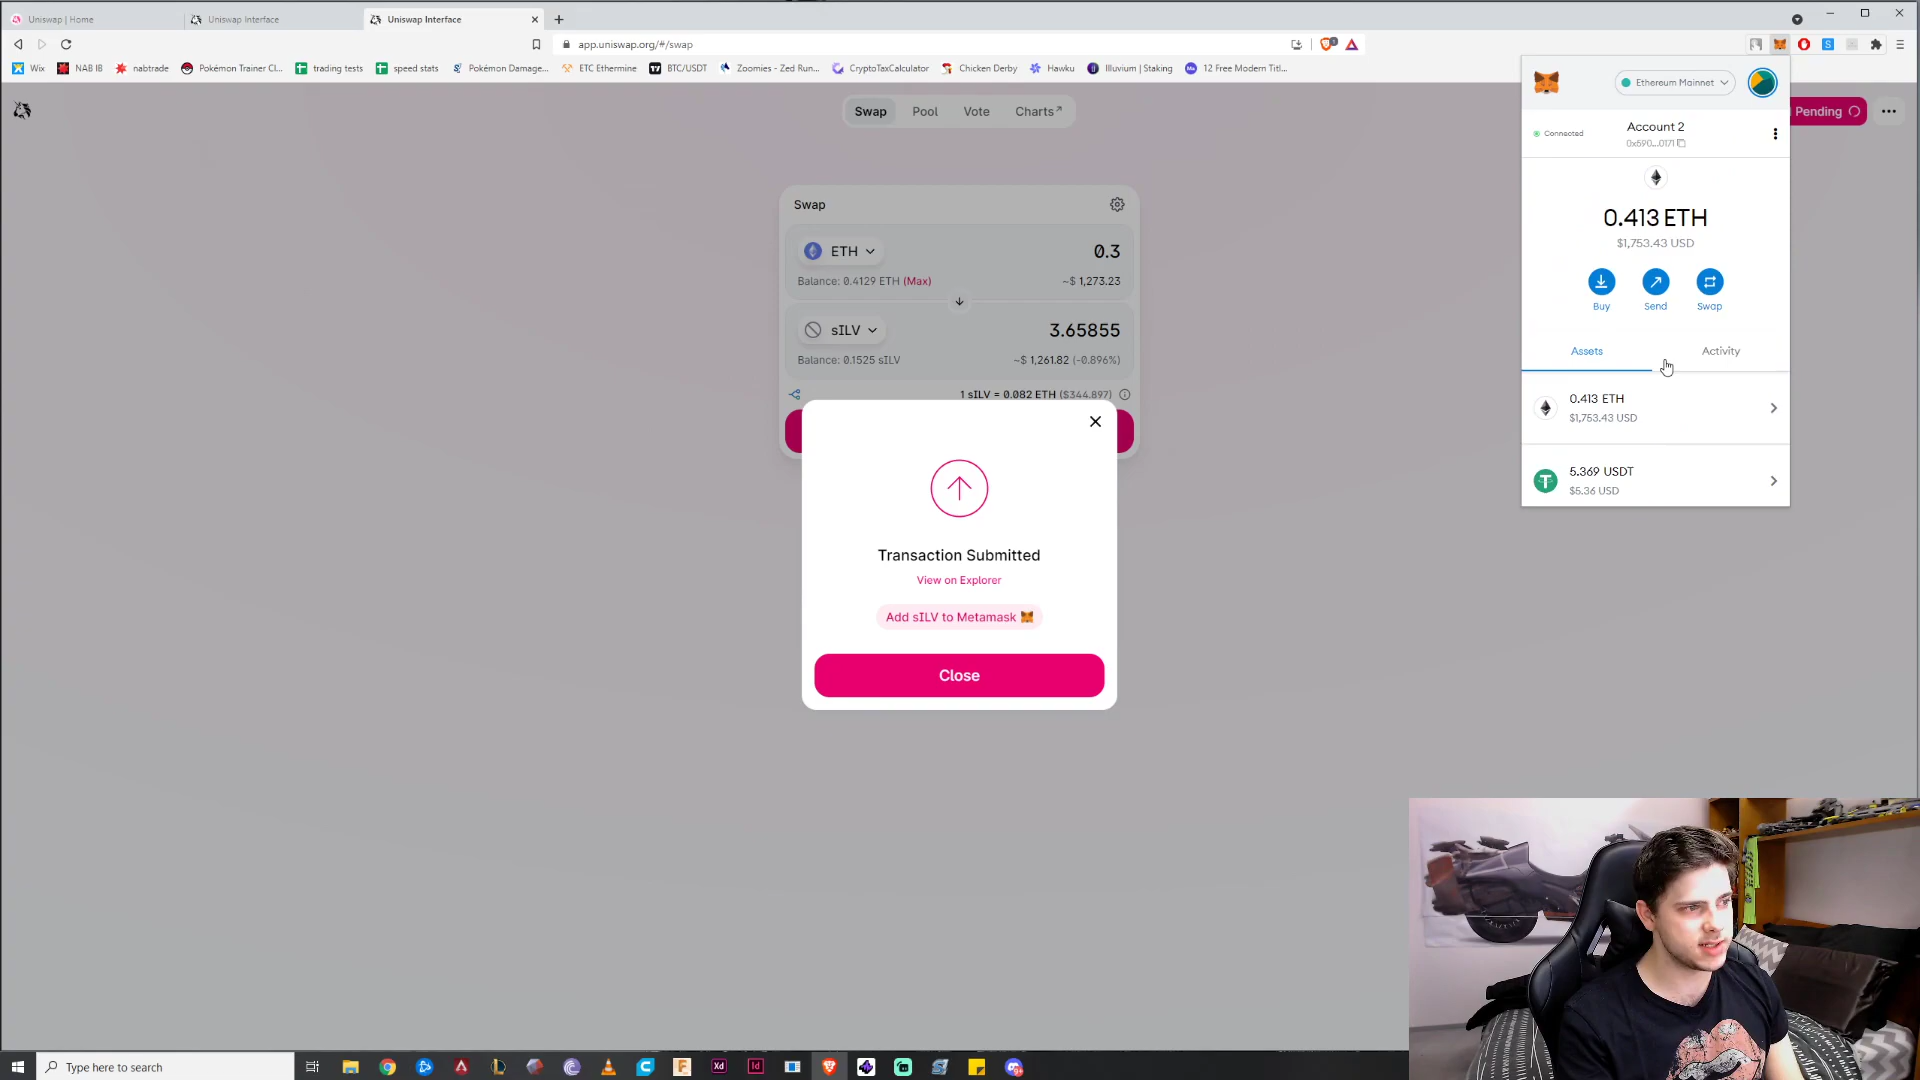 Uniswap | Home
Uniswap Interface
Uniswap Interface
app.uniswap.org/#/swap
Wix
NAB IB
nabtrade
Pokémon Trainer Cl...
trading tests
speed stats
Pokémon Damage...
ETC Ethermine
BTC/USDT
Zoomies - Zed Run...
CryptoTaxCalculator
Chicken Derby
Hawku
Illuvium | Staking
12 Free Modern Titl...
Swap
Pool
Vote
Charts↗
Pending
Ethereum Mainnet
Connected
Account 2
0x590...0171
0.413 ETH
$1,753.43 USD
Buy
Send
Swap
Assets
Activity
0.413 ETH
$1,753.43 USD
5.369 USDT
$5.36 USD
Swap
ETH
0.3
Balance: 0.4129 ETH (Max)
~$ 1,273.23
sILV
3.65855
Balance: 0.1525 sILV
~$ 1,261.82 (-0.896%)
1 sILV = 0.082 ETH ($344.897)
Transaction Submitted
View on Explorer
Add sILV to Metamask
Close
Type here to search